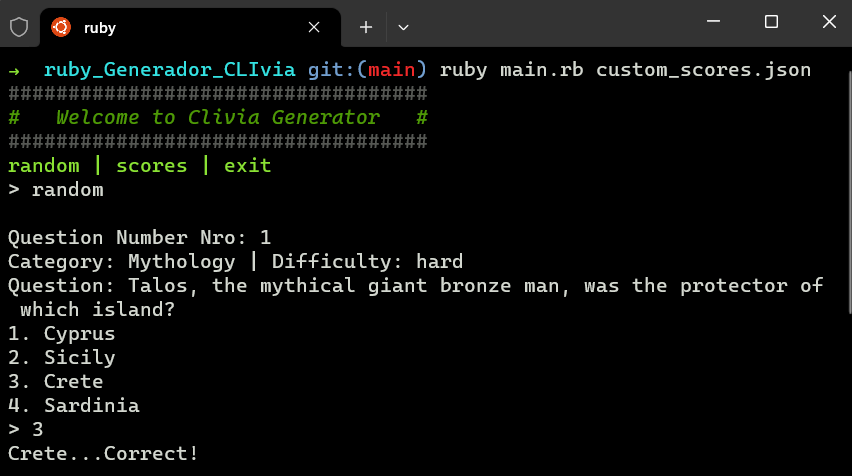 ruby
→ ruby_Generador_CLIvia git:(main) ruby main.rb custom_scores.json
###################################
#   Welcome to Clivia Generator   #
###################################
random | scores | exit
> random
Question Number Nro: 1
Category: Mythology | Difficulty: hard
Question: Talos, the mythical giant bronze man, was the protector of
which island?
1. Cyprus
2. Sicily
3. Crete
4. Sardinia
> 3
Crete...Correct!